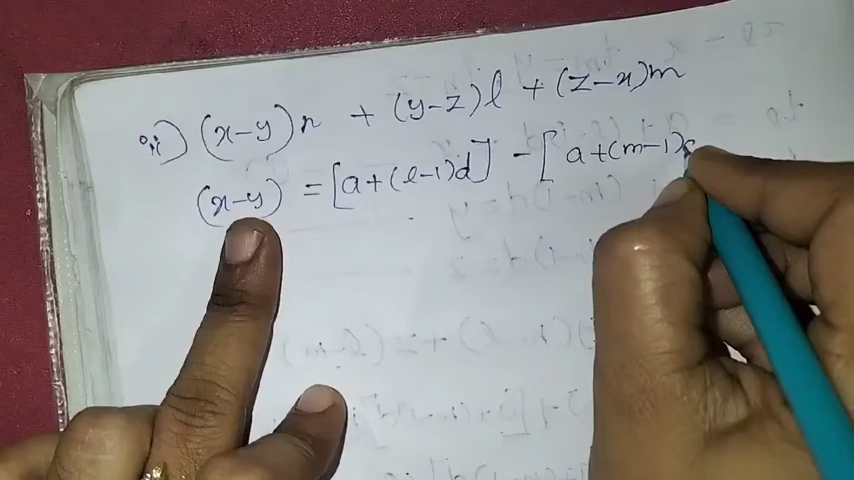 ii) (x-y)n + (y-z)l + (z-x)m
(x-y) = [a+(l-1)d] - [a+(m-1)